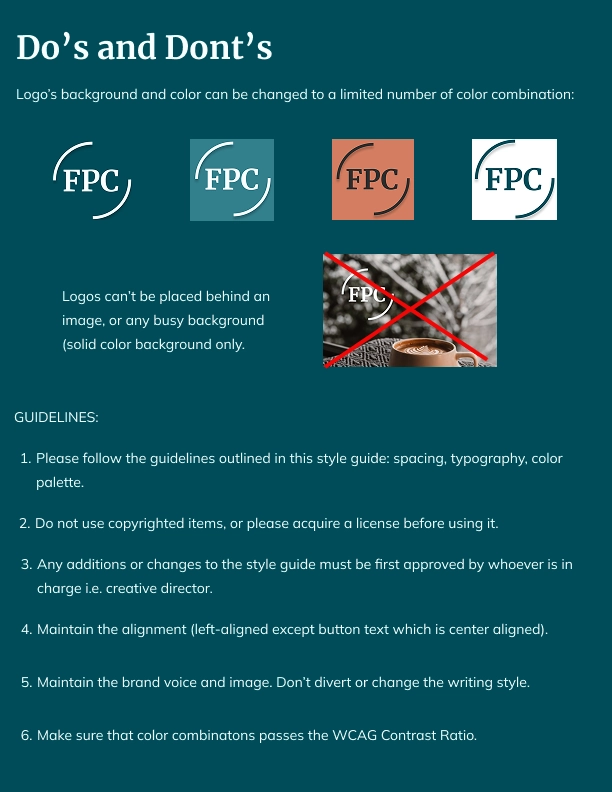 Do’s and Dont’s
Logo’s background and color can be changed to a limited number of color combination:
FPC
FPC
FPC
FPC
Logos can’t be placed behind an
image, or any busy background
(solid color background only.
FPC
GUIDELINES:
1. Please follow the guidelines outlined in this style guide: spacing, typography, color
palette.
2. Do not use copyrighted items, or please acquire a license before using it.
3. Any additions or changes to the style guide must be first approved by whoever is in
charge i.e. creative director.
4. Maintain the alignment (left-aligned except button text which is center aligned).
5. Maintain the brand voice and image. Don’t divert or change the writing style.
6. Make sure that color combinatons passes the WCAG Contrast Ratio.